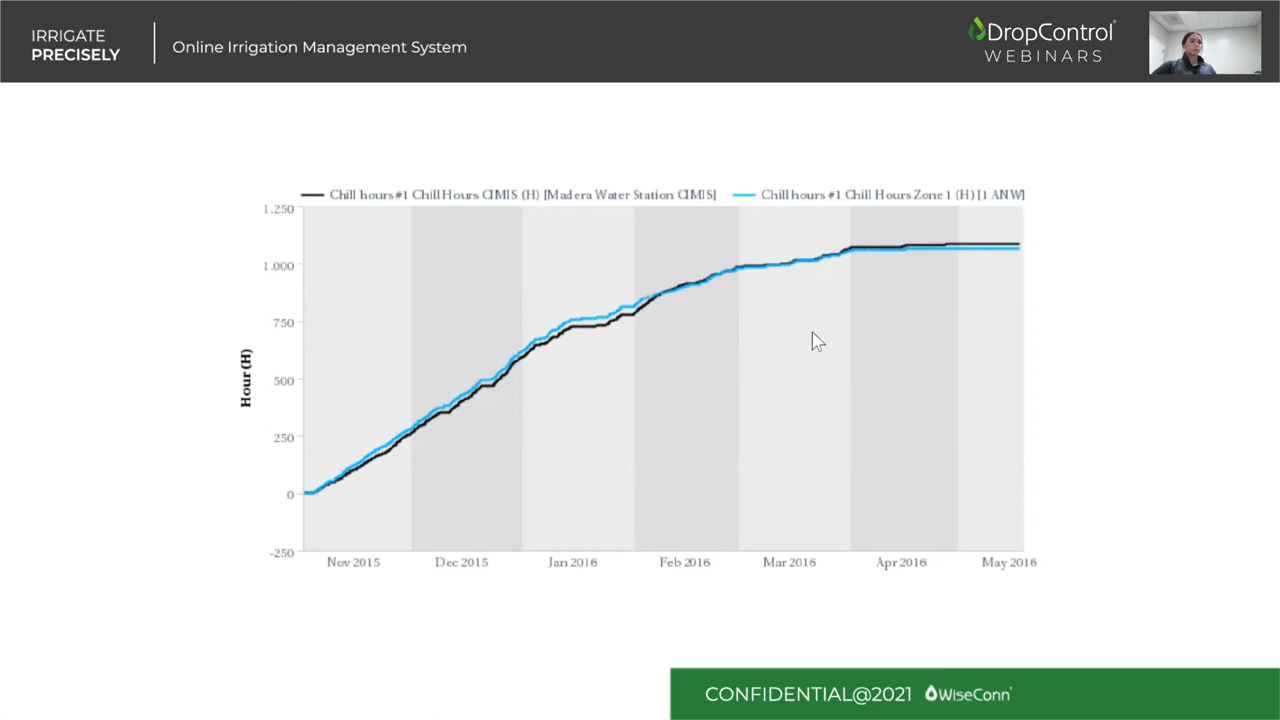 IRRIGATE
PRECISELY
Online Irrigation Management System
DropControl
WEBINARS
Chill hours #1 Chill Hours CIMIS (H) [Madera Water Station CIMIS]
Chill hours #1 Chill Hours Zone 1 (H) [1 ANW]
1.250
1.000
750
500
250
0
-250
Hour (H)
Nov 2015
Dec 2015
Jan 2016
Feb 2016
Mar 2016
Apr 2016
May 2016
CONFIDENTIAL@2021
WiseConn